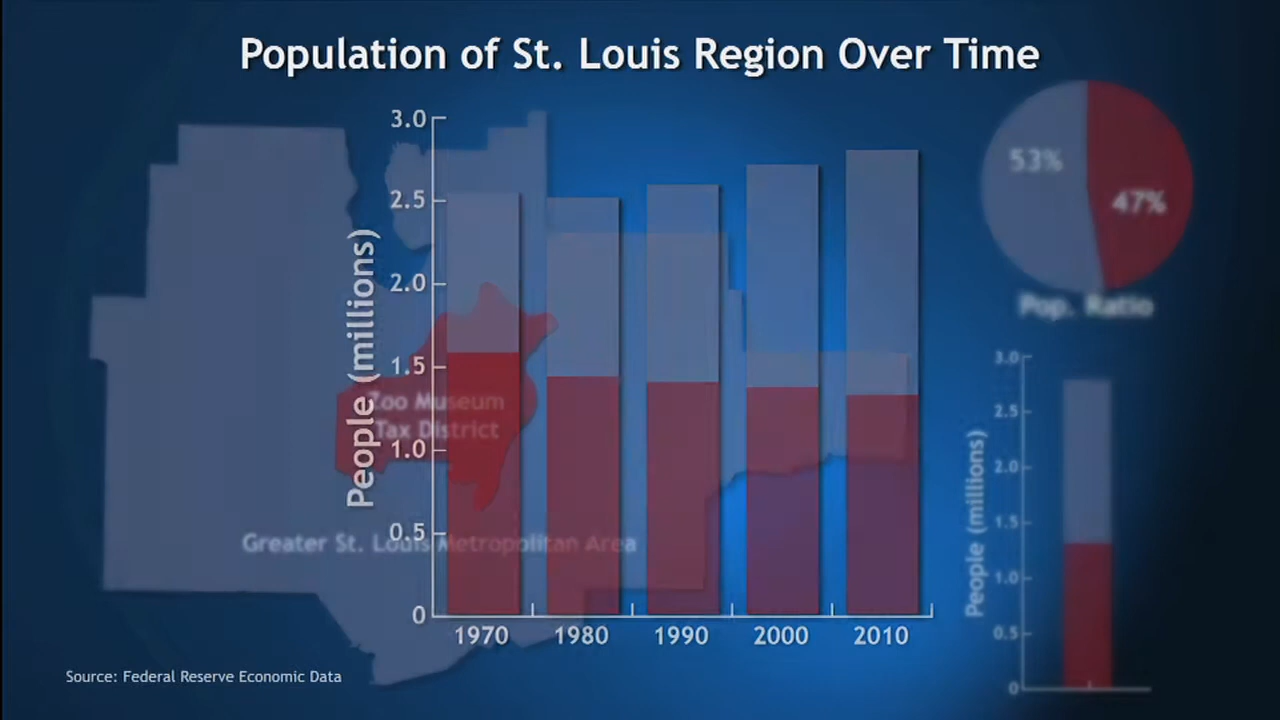 Population of St. Louis Region Over Time
People (millions)
3.0
2.5
2.0
1.5
1.0
0.5
0
1970 1980 1990 2000 2010
Zoo Museum
Tax District
Greater St. Louis Metropolitan Area
53%
47%
Pop. Ratio
People (millions)
3.0
2.5
2.0
1.5
1.0
0.5
0
Source: Federal Reserve Economic Data